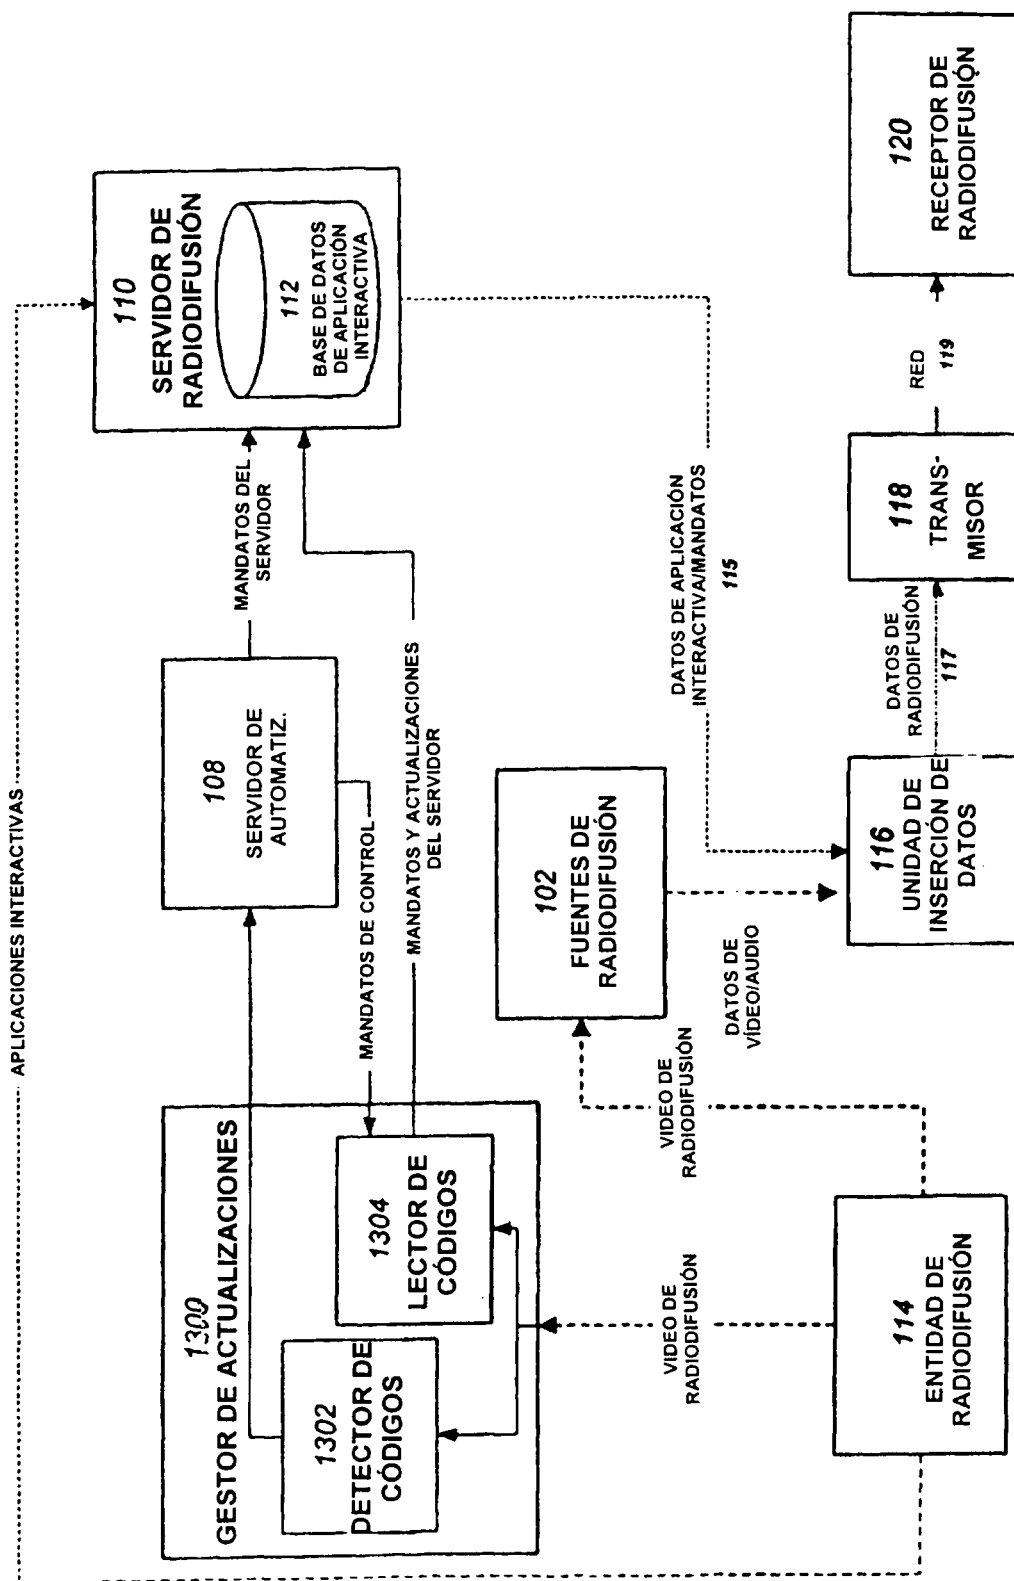 APLICACIONES INTERACTIVAS
1300
GESTOR DE ACTUALIZACIONES
1302
DETECTOR DE
CÓDIGOS
1304
LECTOR DE
CÓDIGOS
108
SERVIDOR DE
AUTOMATIZ.
MANDATOS DEL
SERVIDOR
110
SERVIDOR DE
RADIODIFUSIÓN
112
BASE DE DATOS
DE APLICACIÓN
INTERACTIVA
MANDATOS DE CONTROL
MANDATOS Y ACTUALIZACIONES
DEL SERVIDOR
VIDEO DE
RADIODIFUSIÓN
VIDEO DE
RADIODIFUSIÓN
102
FUENTES DE
RADIODIFUSIÓN
DATOS DE
VÍDEO/AUDIO
DATOS DE APLICACIÓN
INTERACTIVA/MANDATOS
115
114
ENTIDAD DE
RADIODIFUSIÓN
116
UNIDAD DE
INSERCIÓN DE
DATOS
DATOS DE
RADIODIFUSIÓN
117
118
TRANS-
MISOR
RED
119
120
RECEPTOR DE
RADIODIFUSIÓN